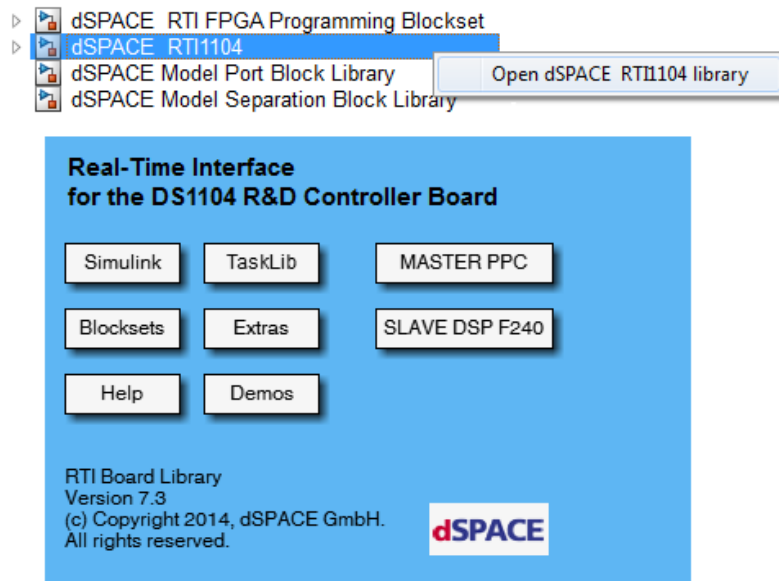 dSPACE RTI FPGA Programming Blockset
dSPACE RTI1104
Open dSPACE RTI1104 library
dSPACE Model Port Block Library
dSPACE Model Separation Block Library
Real-Time Interface
for the DS1104 R&D Controller Board
Simulink TaskLib MASTER PPC
Blocksets Extras SLAVE DSP F240
Help Demos
RTI Board Library
Version 7.3
(c) Copyright 2014, dSPACE GmbH.
All rights reserved.
dSPACE